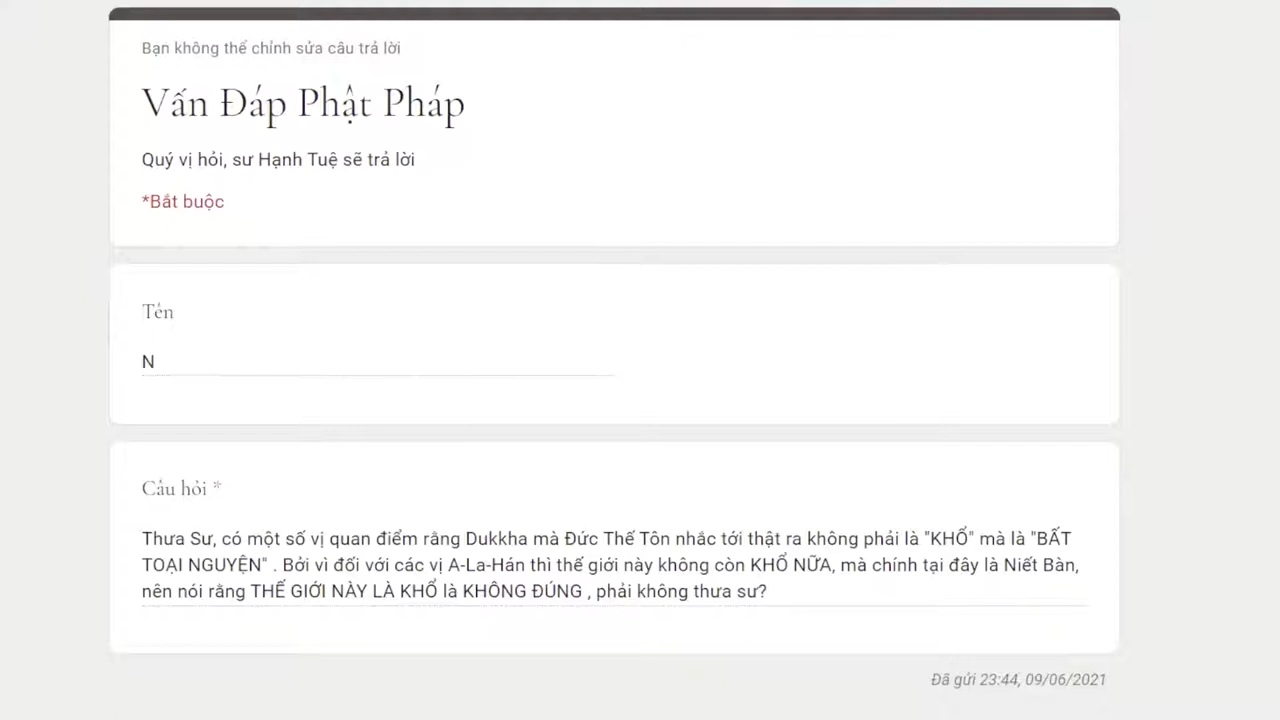 Bạn không thể chỉnh sửa câu trả lời
Vấn Đáp Phật Pháp
Quý vị hỏi, sư Hạnh Tuệ sẽ trả lời
*Bắt buộc
Tên
N
Câu hỏi *
Thưa Sư, có một số vị quan điểm rằng Dukkha mà Đức Thế Tôn nhắc tới thật ra không phải là "KHỔ" mà là "BẤT
TOẠI NGUYỆN" . Bởi vì đối với các vị A-La-Hán thì thế giới này không còn KHỔ NỮA, mà chính tại đây là Niết Bàn,
nên nói rằng THẾ GIỚI NÀY LÀ KHỔ là KHÔNG ĐÚNG , phải không thưa sư?
Đã gửi 23:44, 09/06/2021